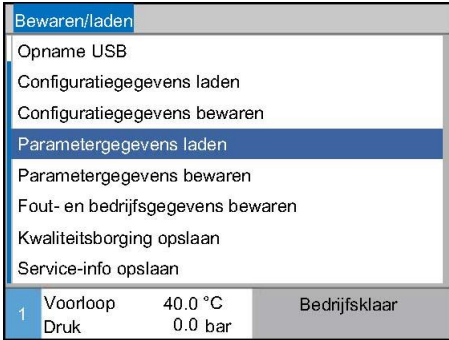 Bewaren/laden
Opname USB
Configuratiegegevens laden
Configuratiegegevens bewaren
Parametergegevens laden
Parametergegevens bewaren
Fout- en bedrijfsgegevens bewaren
Kwaliteitsborging opslaan
Service-info opslaan
1 Voorloop 40.0 °C Bedrijfsklaar
Druk 0.0 bar